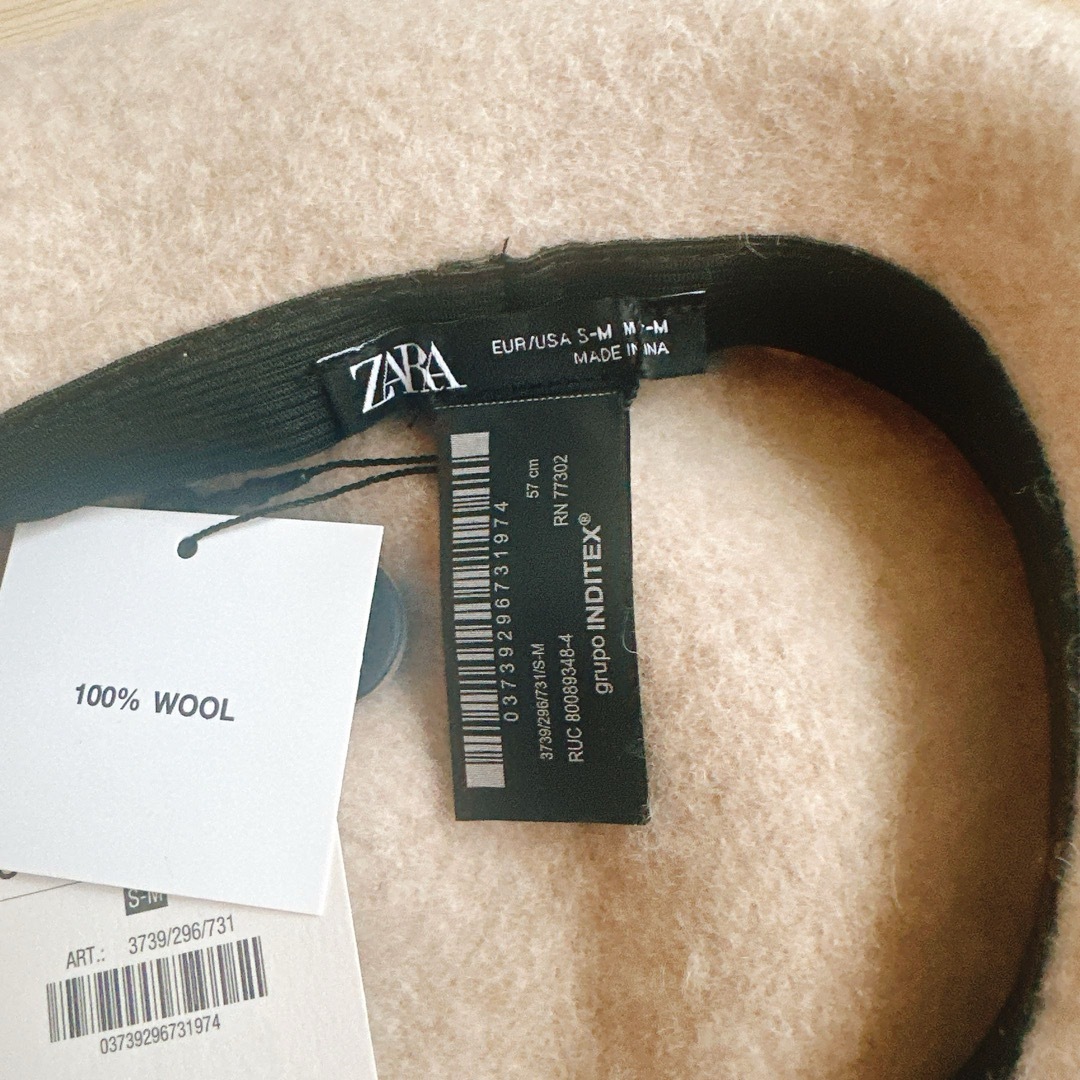 ZARA
EUR/USA S-M M -M
MADE IN INA
03739296731974
57 cm
3739/296/731/S-M
RN 77302
RUC 80089348-4
grupo INDITEX®
100% WOOL
S-M
ART.: 3739/296/731
03739296731974